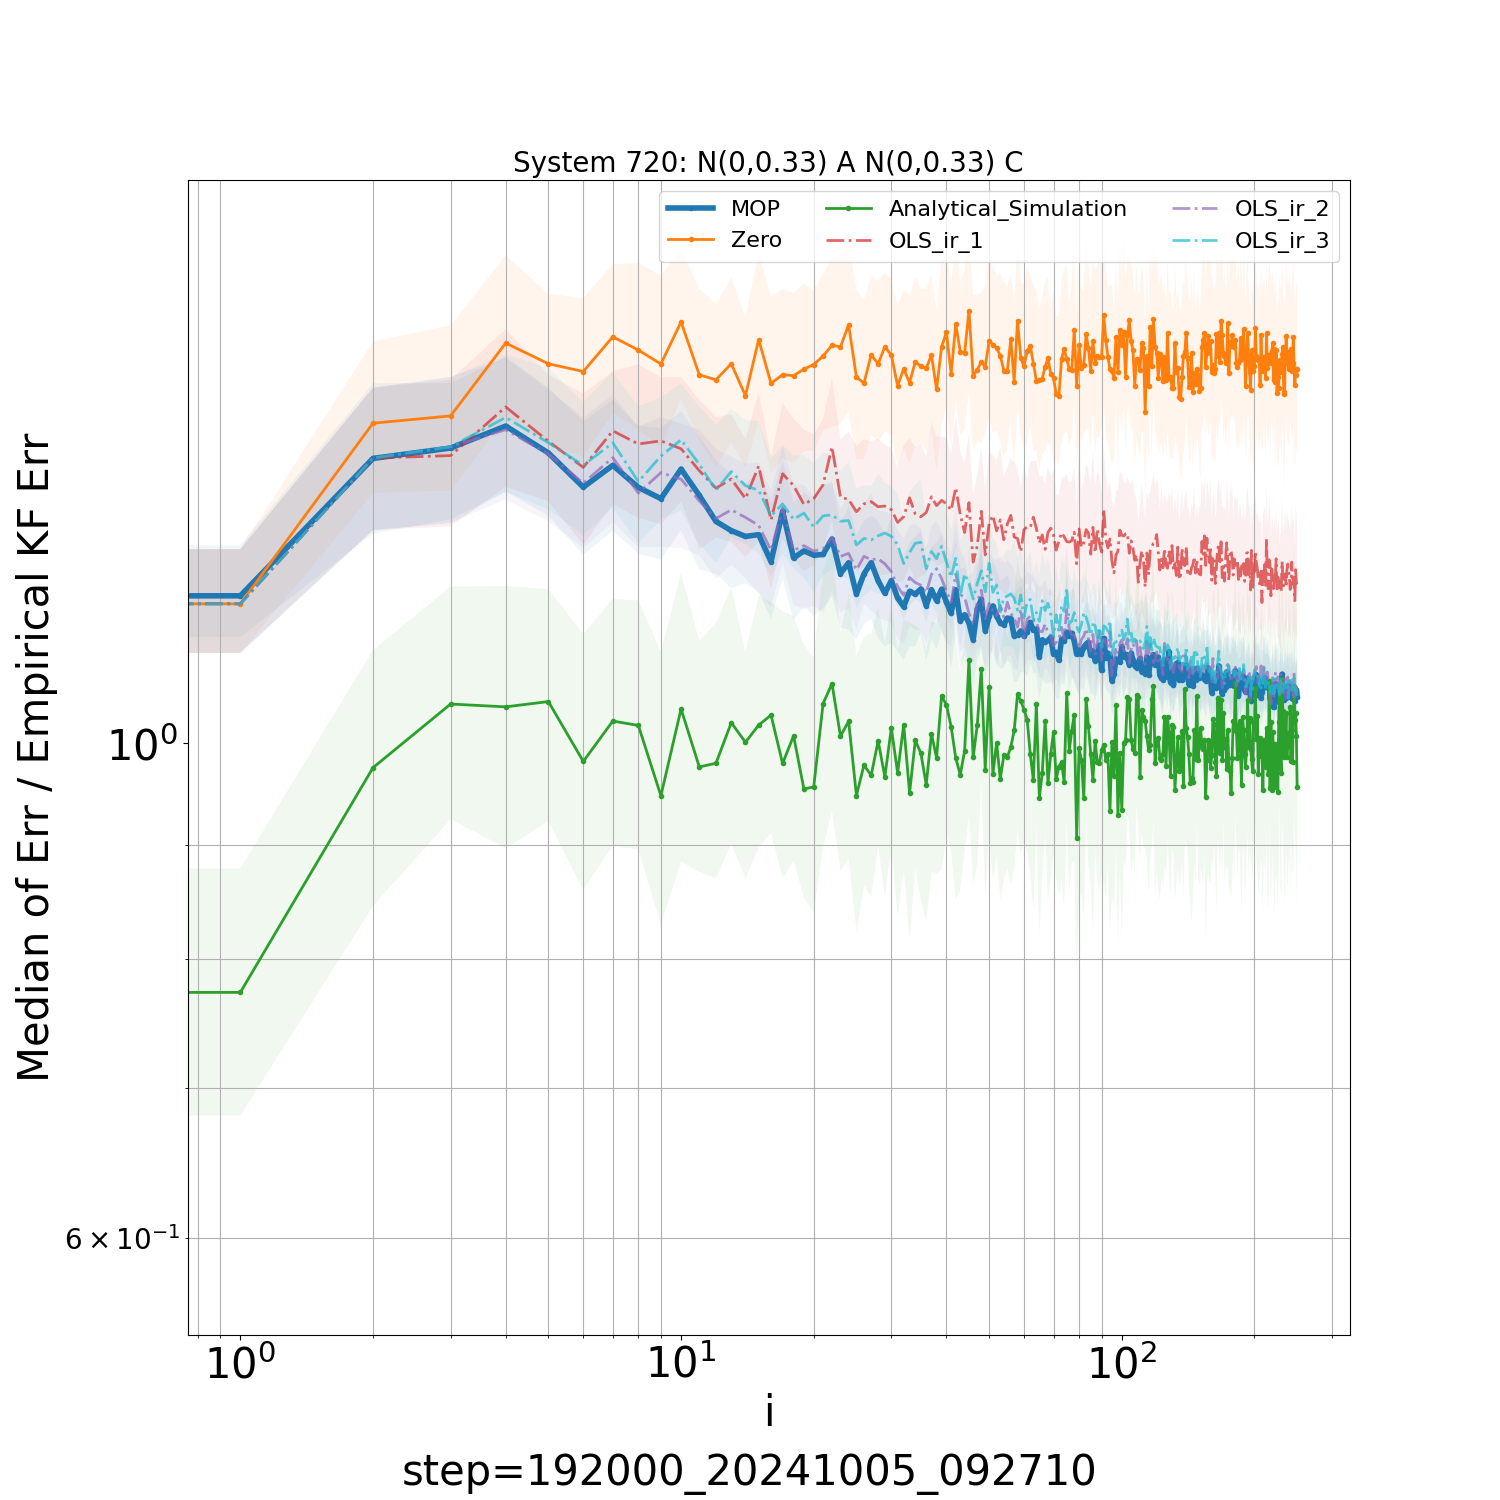 System 720: N(0,0.33) A N(0,0.33) C
MOP
Zero
Analytical_Simulation
OLS_ir_1
OLS_ir_2
OLS_ir_3
Median of Err / Empirical KF Err
10⁰
6 × 10⁻¹
10⁰ 10¹ 10²
i
step=192000_20241005_092710